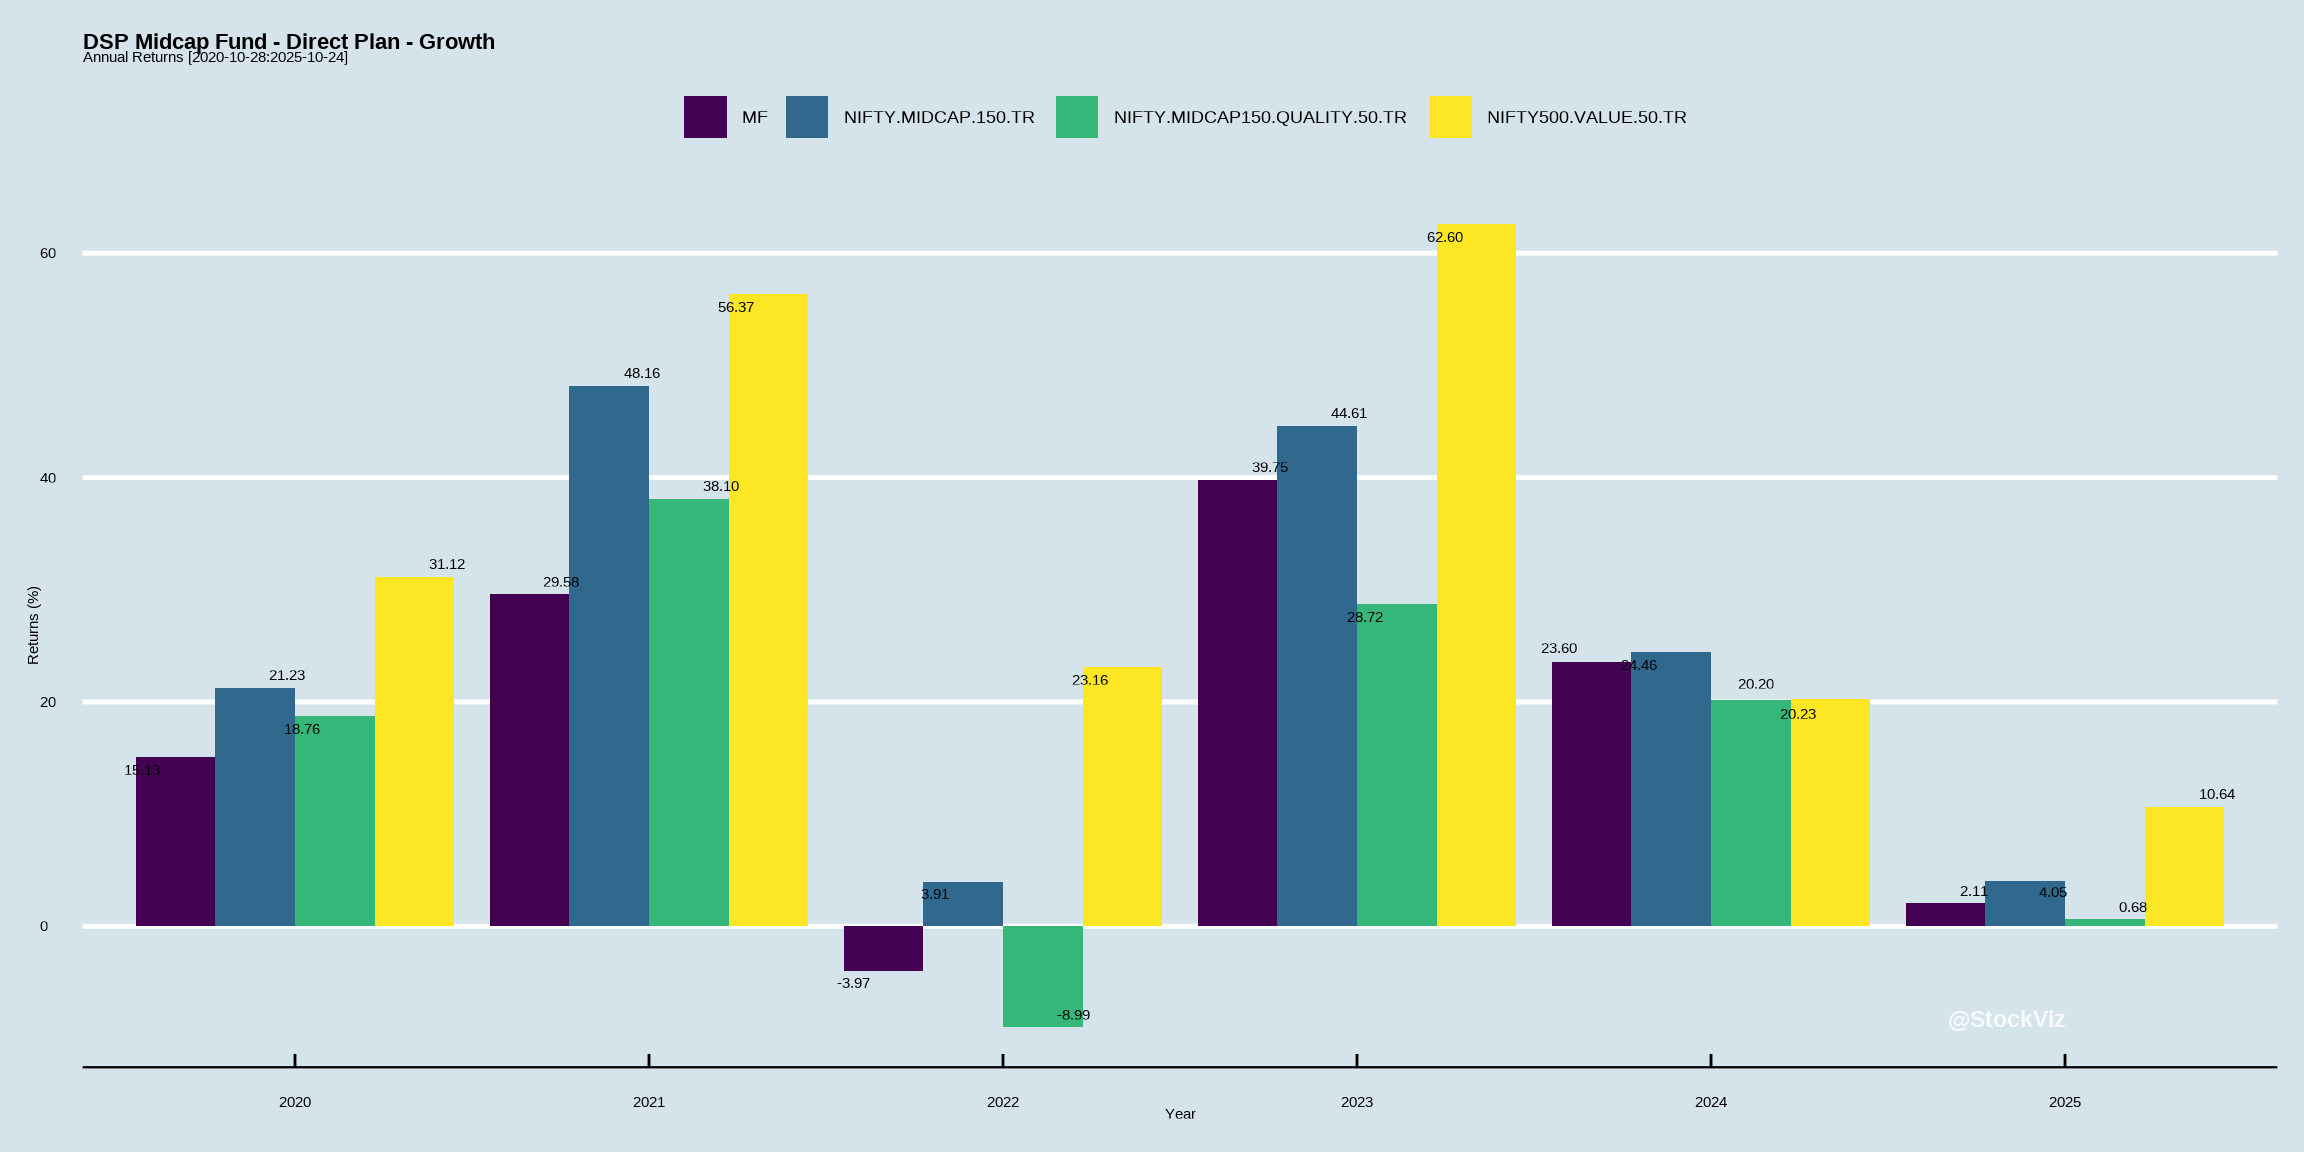 DSP Midcap Fund - Direct Plan - Growth
Annual Returns [2020-10-28:2025-10-24]
MF NIFTY.MIDCAP.150.TR NIFTY.MIDCAP150.QUALITY.50.TR NIFTY500.VALUE.50.TR
Returns (%)
60
40
20
0
15.13 21.23 18.76 31.12
29.58 48.16 38.10 56.37
-3.97 3.91 -8.99 23.16
39.75 44.61 28.72 62.60
23.60 24.46 20.20 20.23
2.11 4.05 0.68 10.64
@StockViz
2020 2021 2022 2023 2024 2025
Year